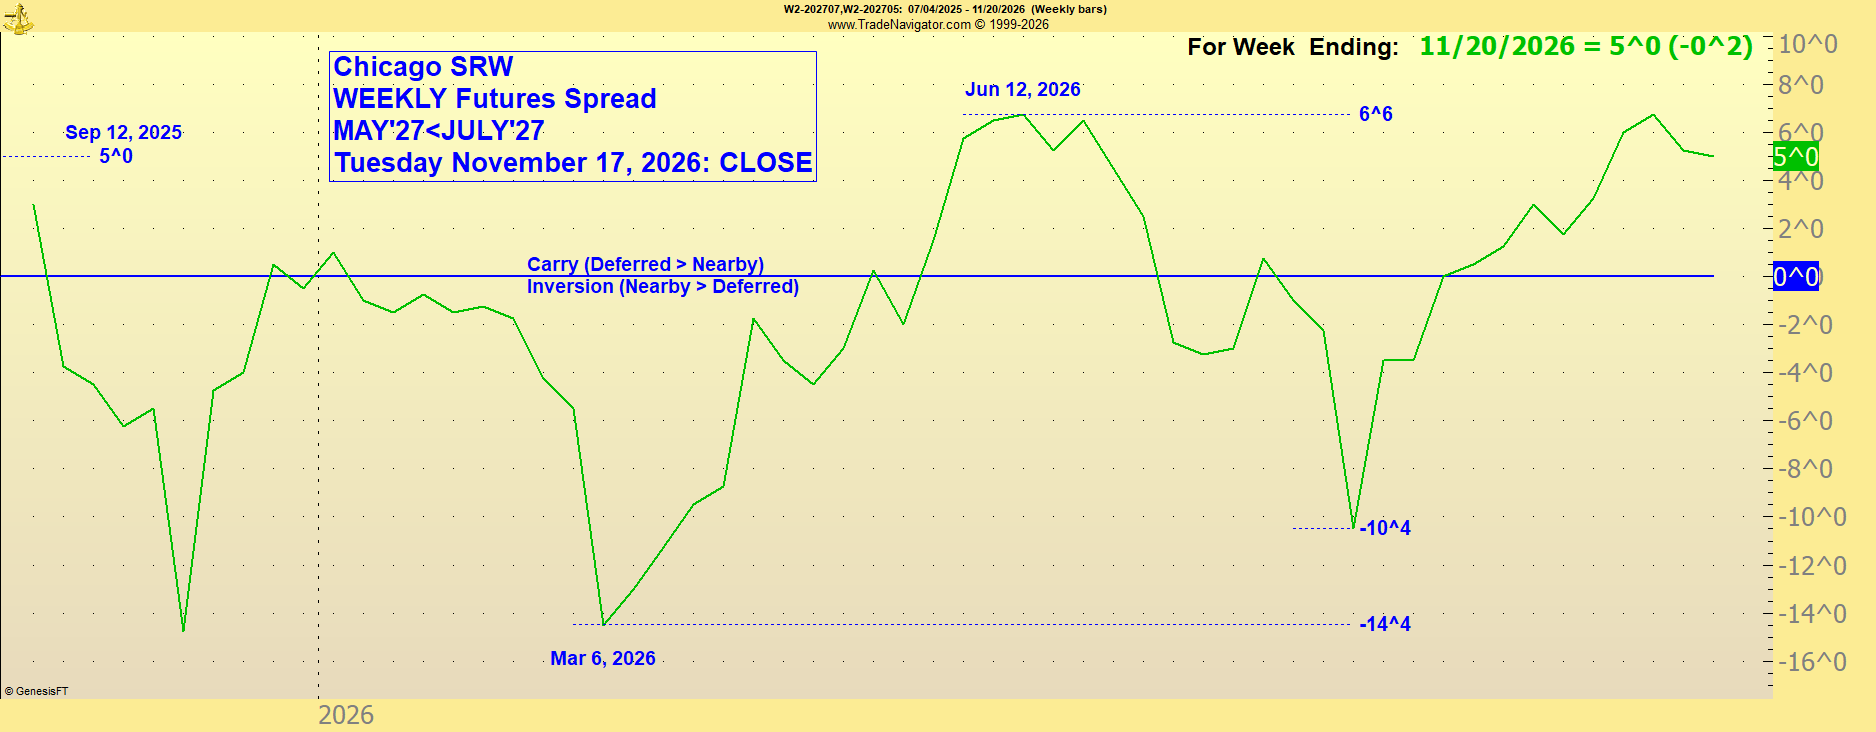 W2-202707,W2-202705: 07/04/2025 - 11/20/2026 (Weekly bars)
www.TradeNavigator.com © 1999-2026
For Week Ending: 11/20/2026 = 5^0 (-0^2)
Chicago SRW
WEEKLY Futures Spread
MAY'27<JULY'27
Tuesday November 17, 2026: CLOSE
Sep 12, 2025
5^0
Jun 12, 2026
6^6
Carry (Deferred > Nearby)
Inversion (Nearby > Deferred)
-10^4
-14^4
Mar 6, 2026
10^0
8^0
6^0
5^0
4^0
2^0
0^0
-2^0
-4^0
-6^0
-8^0
-10^0
-12^0
-14^0
-16^0
© GenesisFT
2026